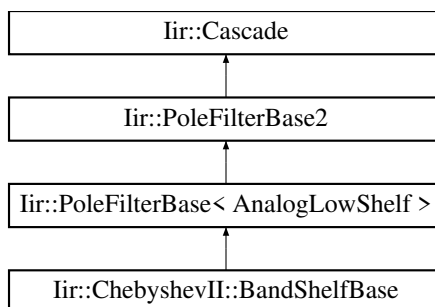 Iir::Cascade
Iir::PoleFilterBase2
Iir::PoleFilterBase< AnalogLowShelf >
Iir::ChebyshevII::BandShelfBase